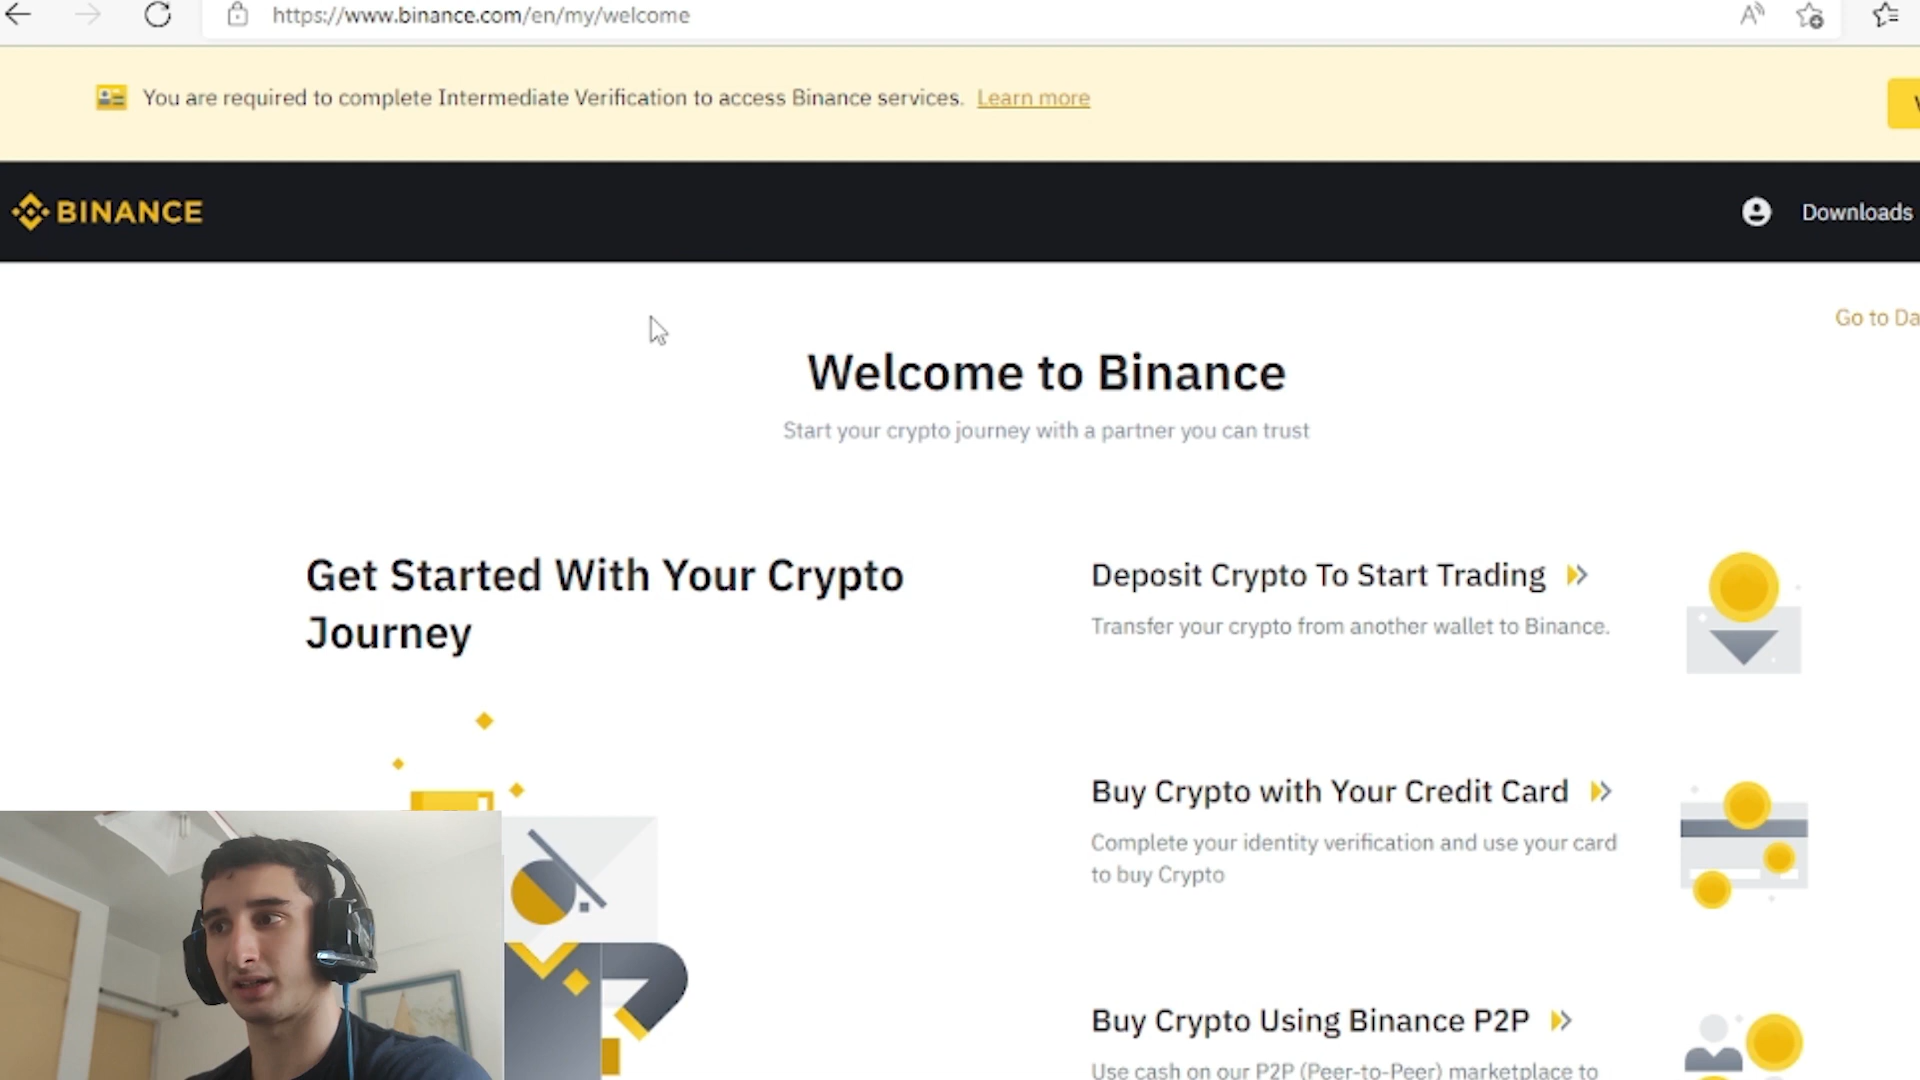 https://www.binance.com/en/my/welcome
You are required to complete Intermediate Verification to access Binance services. Learn more
BINANCE
Downloads
Go to Da
Welcome to Binance
Start your crypto journey with a partner you can trust
Get Started With Your Crypto
Journey
Deposit Crypto To Start Trading
Transfer your crypto from another wallet to Binance.
Buy Crypto with Your Credit Card
Complete your identity verification and use your card
to buy Crypto
Buy Crypto Using Binance P2P
Use cash on our P2P (Peer-to-Peer) marketplace to